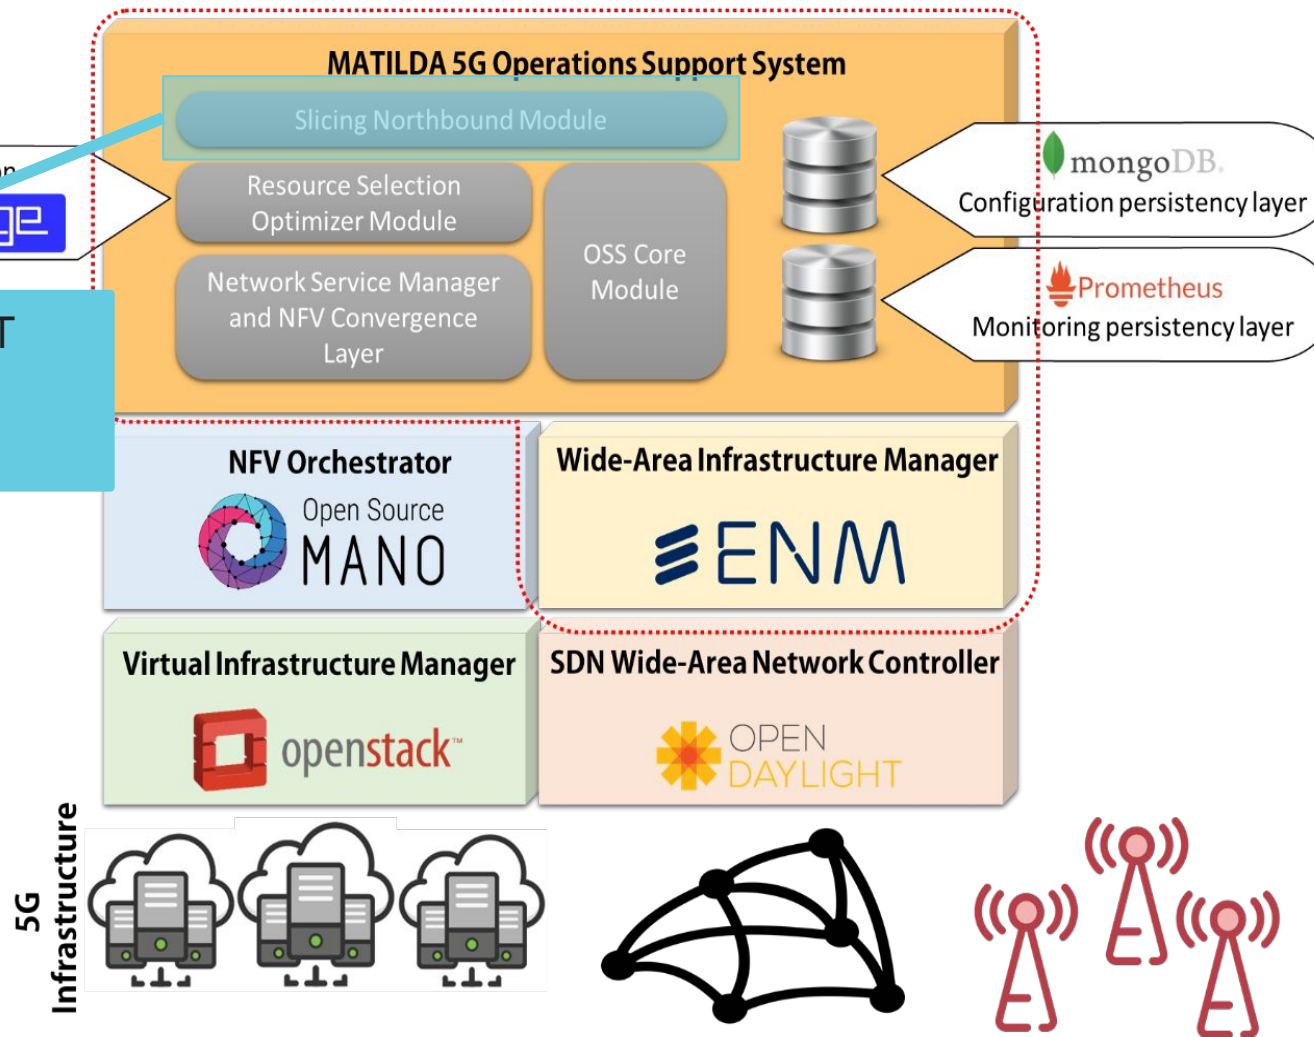 MATILDA 5G Operations Support System
Slicing Northbound Module
Resource Selection
Optimizer Module
Network Service Manager
and NFV Convergence
Layer
OSS Core
Module
mongoDB.
Configuration persistency layer
Prometheus
Monitoring persistency layer
NFV Orchestrator
Open Source
MANO
Wide-Area Infrastructure Manager
ENM
Virtual Infrastructure Manager
openstack™
SDN Wide-Area Network Controller
OPEN
DAYLIGHT
5G
Infrastructure